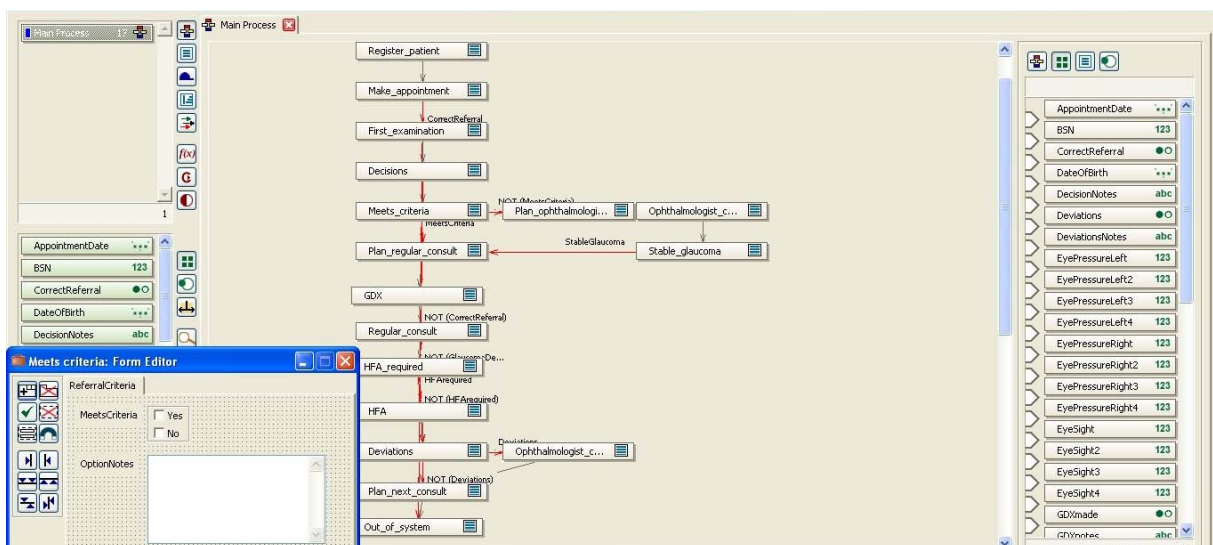 Main Process 17
Main Process
1
AppointmentDate
BSN 123
CorrectReferral
DateOfBirth
DecisionNotes abc
f(x)
Register_patient
Make_appointment
CorrectReferral
First_examination
Decisions
NOT (MeetsCriteria)
Meets_criteria
Plan_ophthalmologi...
Ophthalmologist_c...
MeetsCriteria
StableGlaucoma
Plan_regular_consult
Stable_glaucoma
GDX
NOT (CorrectReferral)
Regular_consult
HFA_required
HFArequired
NOT (HFArequired)
HFA
Deviations
Deviations
Ophthalmologist_c...
NOT (Deviations)
Plan_next_consult
Out_of_system
Meets criteria: Form Editor
ReferralCriteria
MeetsCriteria
Yes
No
OptionNotes
AppointmentDate
BSN 123
CorrectReferral
DateOfBirth
DecisionNotes abc
Deviations
DeviationsNotes abc
EyePressureLeft 123
EyePressureLeft2 123
EyePressureLeft3 123
EyePressureLeft4 123
EyePressureRight 123
EyePressureRight2 123
EyePressureRight3 123
EyePressureRight4 123
EyeSight 123
EyeSight2 123
EyeSight3 123
EyeSight4 123
GDXmade
GDXnotes abc